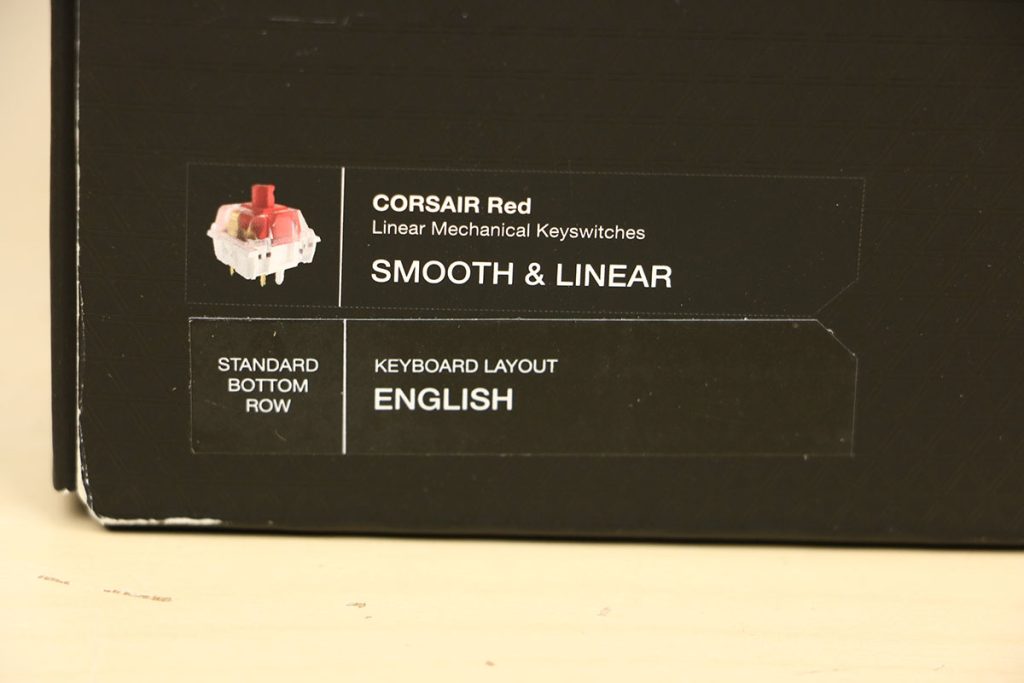 CORSAIR Red
Linear Mechanical Keyswitches
SMOOTH & LINEAR
STANDARD
BOTTOM
ROW
KEYBOARD LAYOUT
ENGLISH